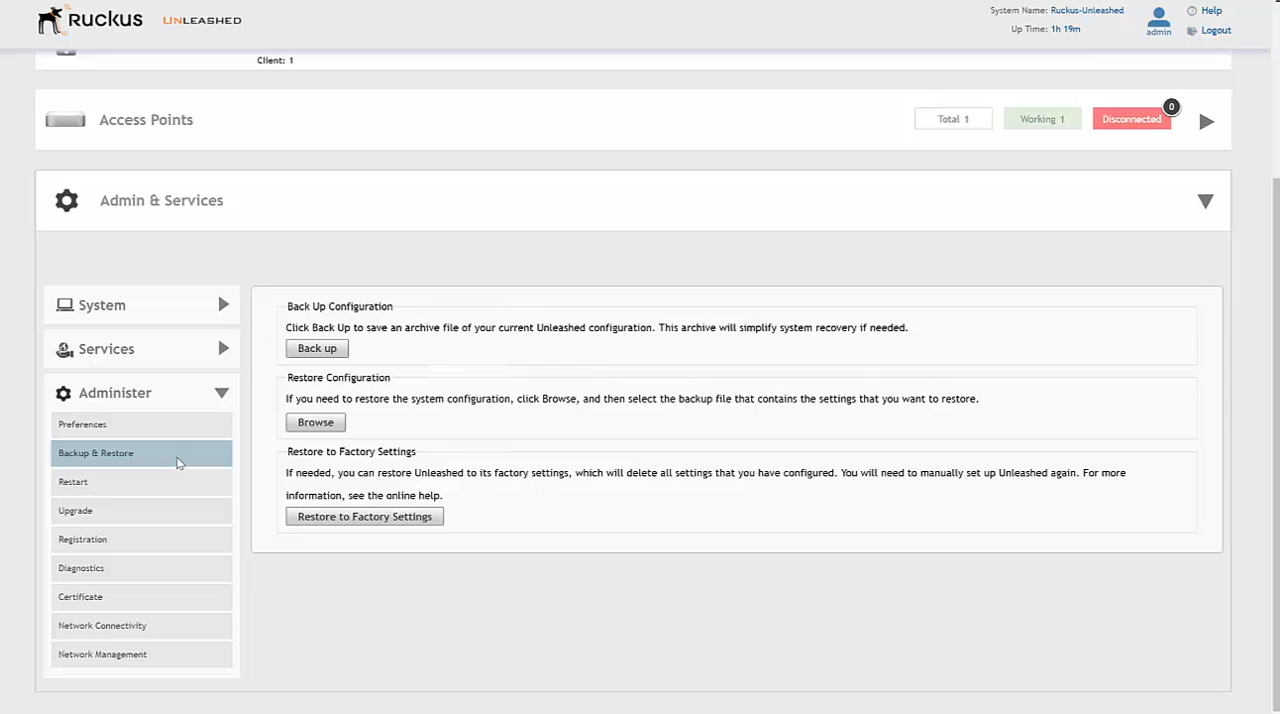 Ruckus UNLEASHED
System Name: Ruckus-Unleashed
Up Time: 1h 19m
admin
Help
Logout
Client: 1
Access Points
Total 1
Working 1
Disconnected
0
Admin & Services
System
Services
Administer
Preferences
Backup & Restore
Restart
Upgrade
Registration
Diagnostics
Certificate
Network Connectivity
Network Management
Back Up Configuration
Click Back Up to save an archive file of your current Unleashed configuration. This archive will simplify system recovery if needed.
Back up
Restore Configuration
If you need to restore the system configuration, click Browse, and then select the backup file that contains the settings that you want to restore.
Browse
Restore to Factory Settings
If needed, you can restore Unleashed to its factory settings, which will delete all settings that you have configured. You will need to manually set up Unleashed again. For more
information, see the online help.
Restore to Factory Settings